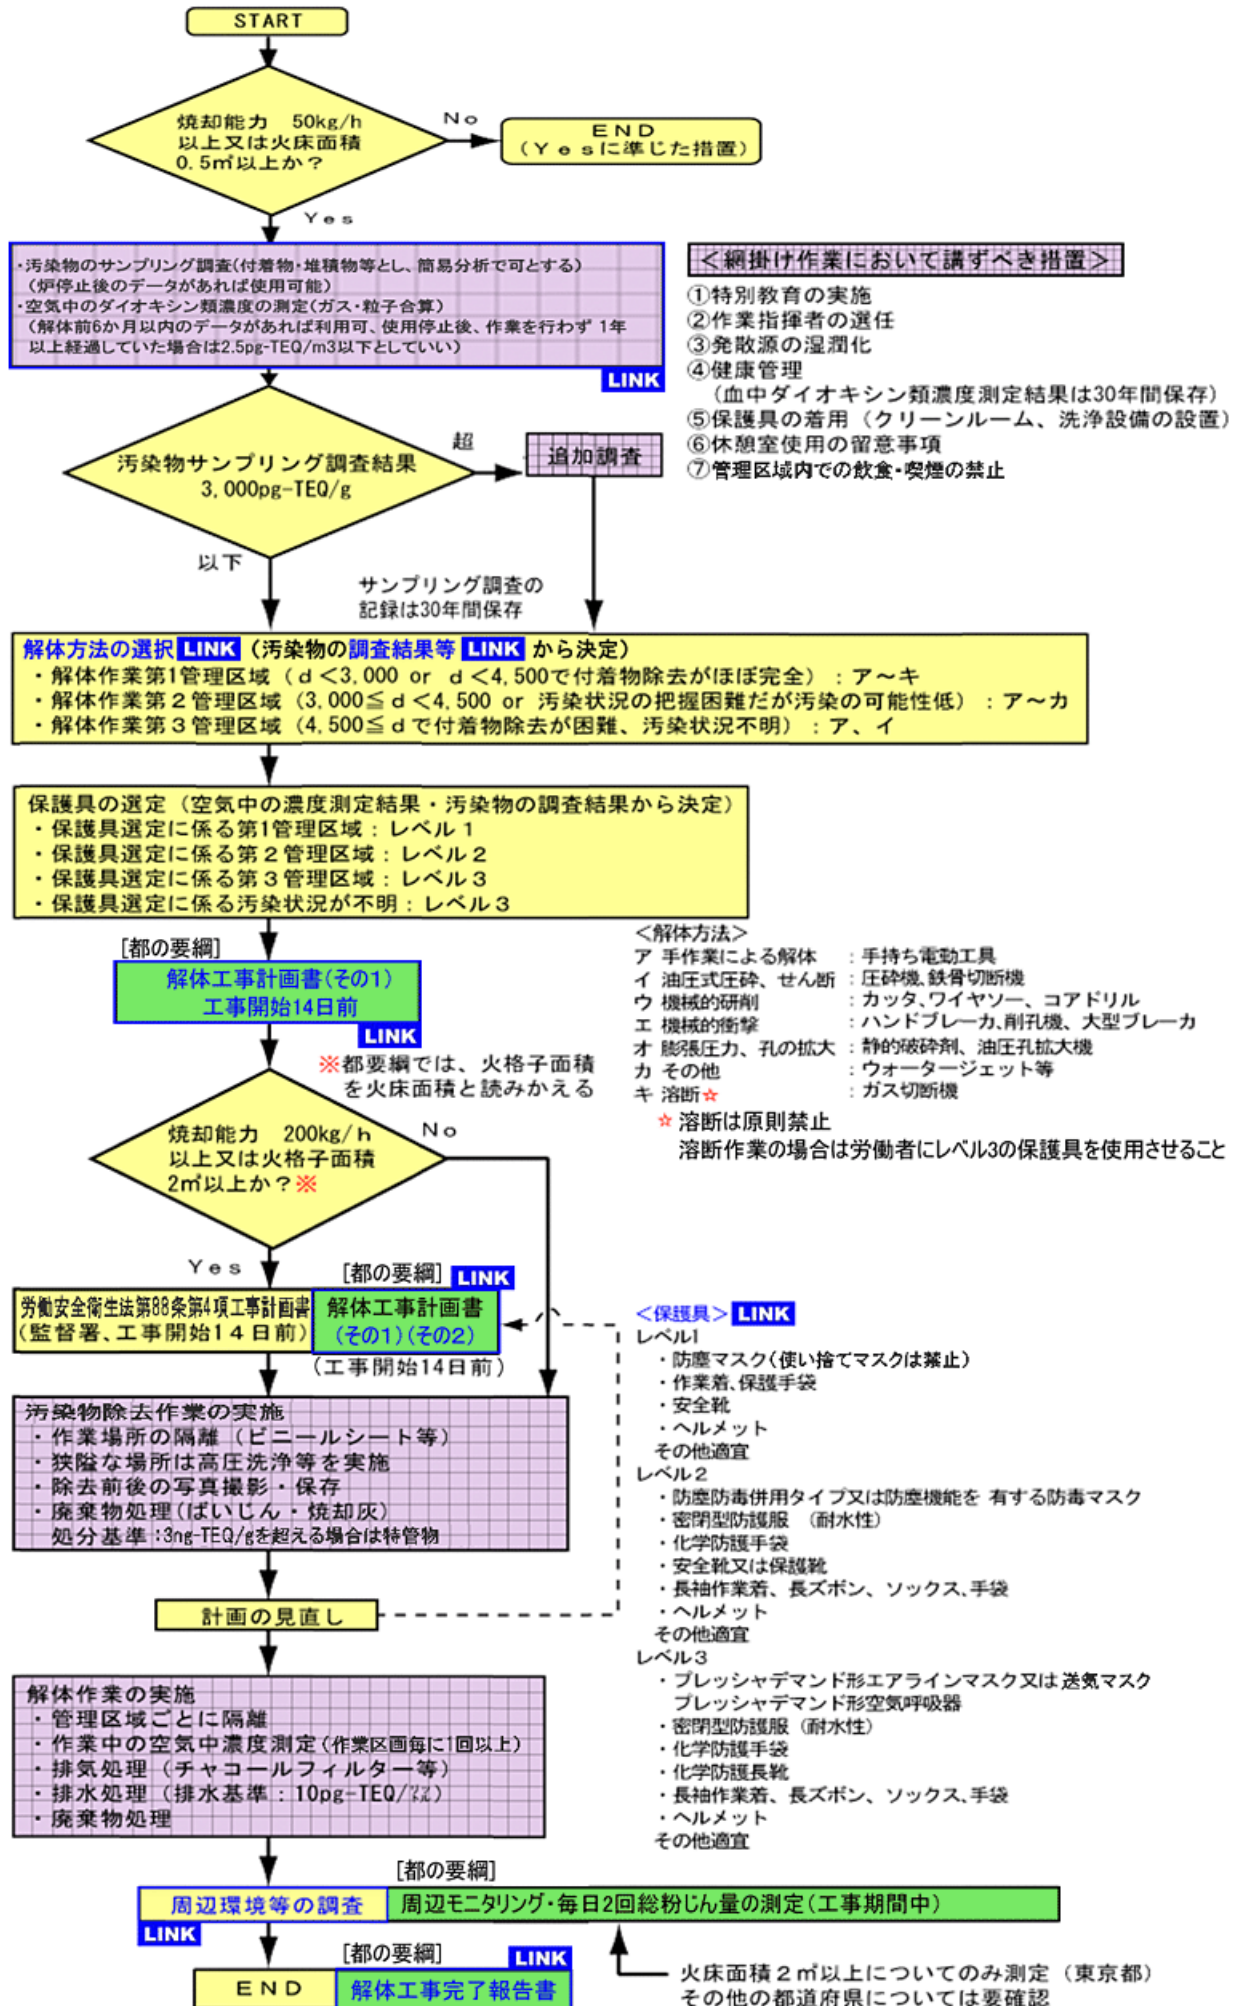 START
焼却能力　50kg/h
以上又は火床面積
0.5㎡以上か？
No
END
(Ｙｅｓに準じた措置)
Yes
・汚染物のサンプリング調査(付着物・堆積物等とし、簡易分析で可とする)
(炉停止後のデータがあれば使用可能)
・空気中のダイオキシン類濃度の測定(ガス・粒子合算)
(解体前6か月以内のデータがあれば利用可、使用停止後、作業を行わず 1年
以上経過していた場合は2.5pg-TEQ/m3以下としていい)
LINK
＜網掛け作業において講ずべき措置＞
①特別教育の実施
②作業指揮者の選任
③発散源の湿潤化
④健康管理
(血中ダイオキシン類濃度測定結果は30年間保存)
⑤保護具の着用（クリーンルーム、洗浄設備の設置）
⑥休憩室使用の留意事項
⑦管理区域内での飲食・喫煙の禁止
汚染物サンプリング調査結果
3,000pg-TEQ/g
超
追加調査
以下
サンプリング調査の
記録は30年間保存
解体方法の選択 LINK （汚染物の調査結果等 LINK から決定）
・解体作業第1管理区域（ｄ＜3,000 or ｄ＜4,500で付着物除去がほぼ完全）：ア～キ
・解体作業第２管理区域（3,000≦ｄ＜4,500 or 汚染状況の把握困難だが汚染の可能性低）：ア～カ
・解体作業第３管理区域（4,500≦ｄで付着物除去が困難、汚染状況不明）：ア、イ
保護具の選定（空気中の濃度測定結果・汚染物の調査結果から決定）
・保護具選定に係る第1管理区域：レベル１
・保護具選定に係る第２管理区域：レベル２
・保護具選定に係る第３管理区域：レベル３
・保護具選定に係る汚染状況が不明：レベル３
[都の要綱]
解体工事計画書(その1)
工事開始14日前
LINK
＜解体方法＞
ア 手作業による解体　：手持ち電動工具
イ 油圧式圧砕、せん断：圧砕機、鉄骨切断機
ウ 機械的研削　：カッタ、ワイヤソー、コアドリル
エ 機械的衝撃　：ハンドブレーカ、削孔機、大型ブレーカ
オ 膨張圧力、孔の拡大：静的破砕剤、油圧孔拡大機
カ その他　：ウォータージェット等
キ 溶断☆　：ガス切断機
☆ 溶断は原則禁止
溶断作業の場合は労働者にレベル3の保護具を使用させること
※都要綱では、火格子面積
を火床面積と読みかえる
焼却能力　200kg/ｈ
以上又は火格子面積
2㎡以上か？※
No
Yes
[都の要綱] LINK
労働安全衛生法第88条第4項工事計画書
(監督署、工事開始１４日前)
解体工事計画書
(その1)(その2)
(工事開始14日前)
汚染物除去作業の実施
・作業場所の隔離（ビニールシート等）
・狭隘な場所は高圧洗浄等を実施
・除去前後の写真撮影・保存
・廃棄物処理(ばいじん・焼却灰)
処分基準：3ng-TEQ/gを超える場合は特管物
計画の見直し
＜保護具＞ LINK
レベル1
・防塵マスク(使い捨てマスクは禁止)
・作業着、保護手袋
・安全靴
・ヘルメット
その他適宜
レベル２
・防塵防毒併用タイプ又は防塵機能を 有する防毒マスク
・密閉型防護服　（耐水性）
・化学防護手袋
・安全靴又は保護靴
・長袖作業着、長ズボン、ソックス、手袋
・ヘルメット
その他適宜
レベル３
・プレッシャデマンド形エアラインマスク又は送気マスク
プレッシャデマンド形空気呼吸器
・密閉型防護服（耐水性）
・化学防護手袋
・化学防護長靴
・長袖作業着、長ズボン、ソックス、手袋
・ヘルメット
その他適宜
解体作業の実施
・管理区域ごとに隔離
・作業中の空気中濃度測定(作業区画毎に1回以上)
・排気処理（チャコールフィルター等）
・排水処理（排水基準：10pg-TEQ/㍑）
・廃棄物処理
[都の要綱]
周辺環境等の調査
周辺モニタリング・毎日2回総粉じん量の測定(工事期間中)
LINK
[都の要綱] LINK
ＥＮＤ
解体工事完了報告書
火床面積２㎡以上についてのみ測定（東京都）
その他の都道府県については要確認